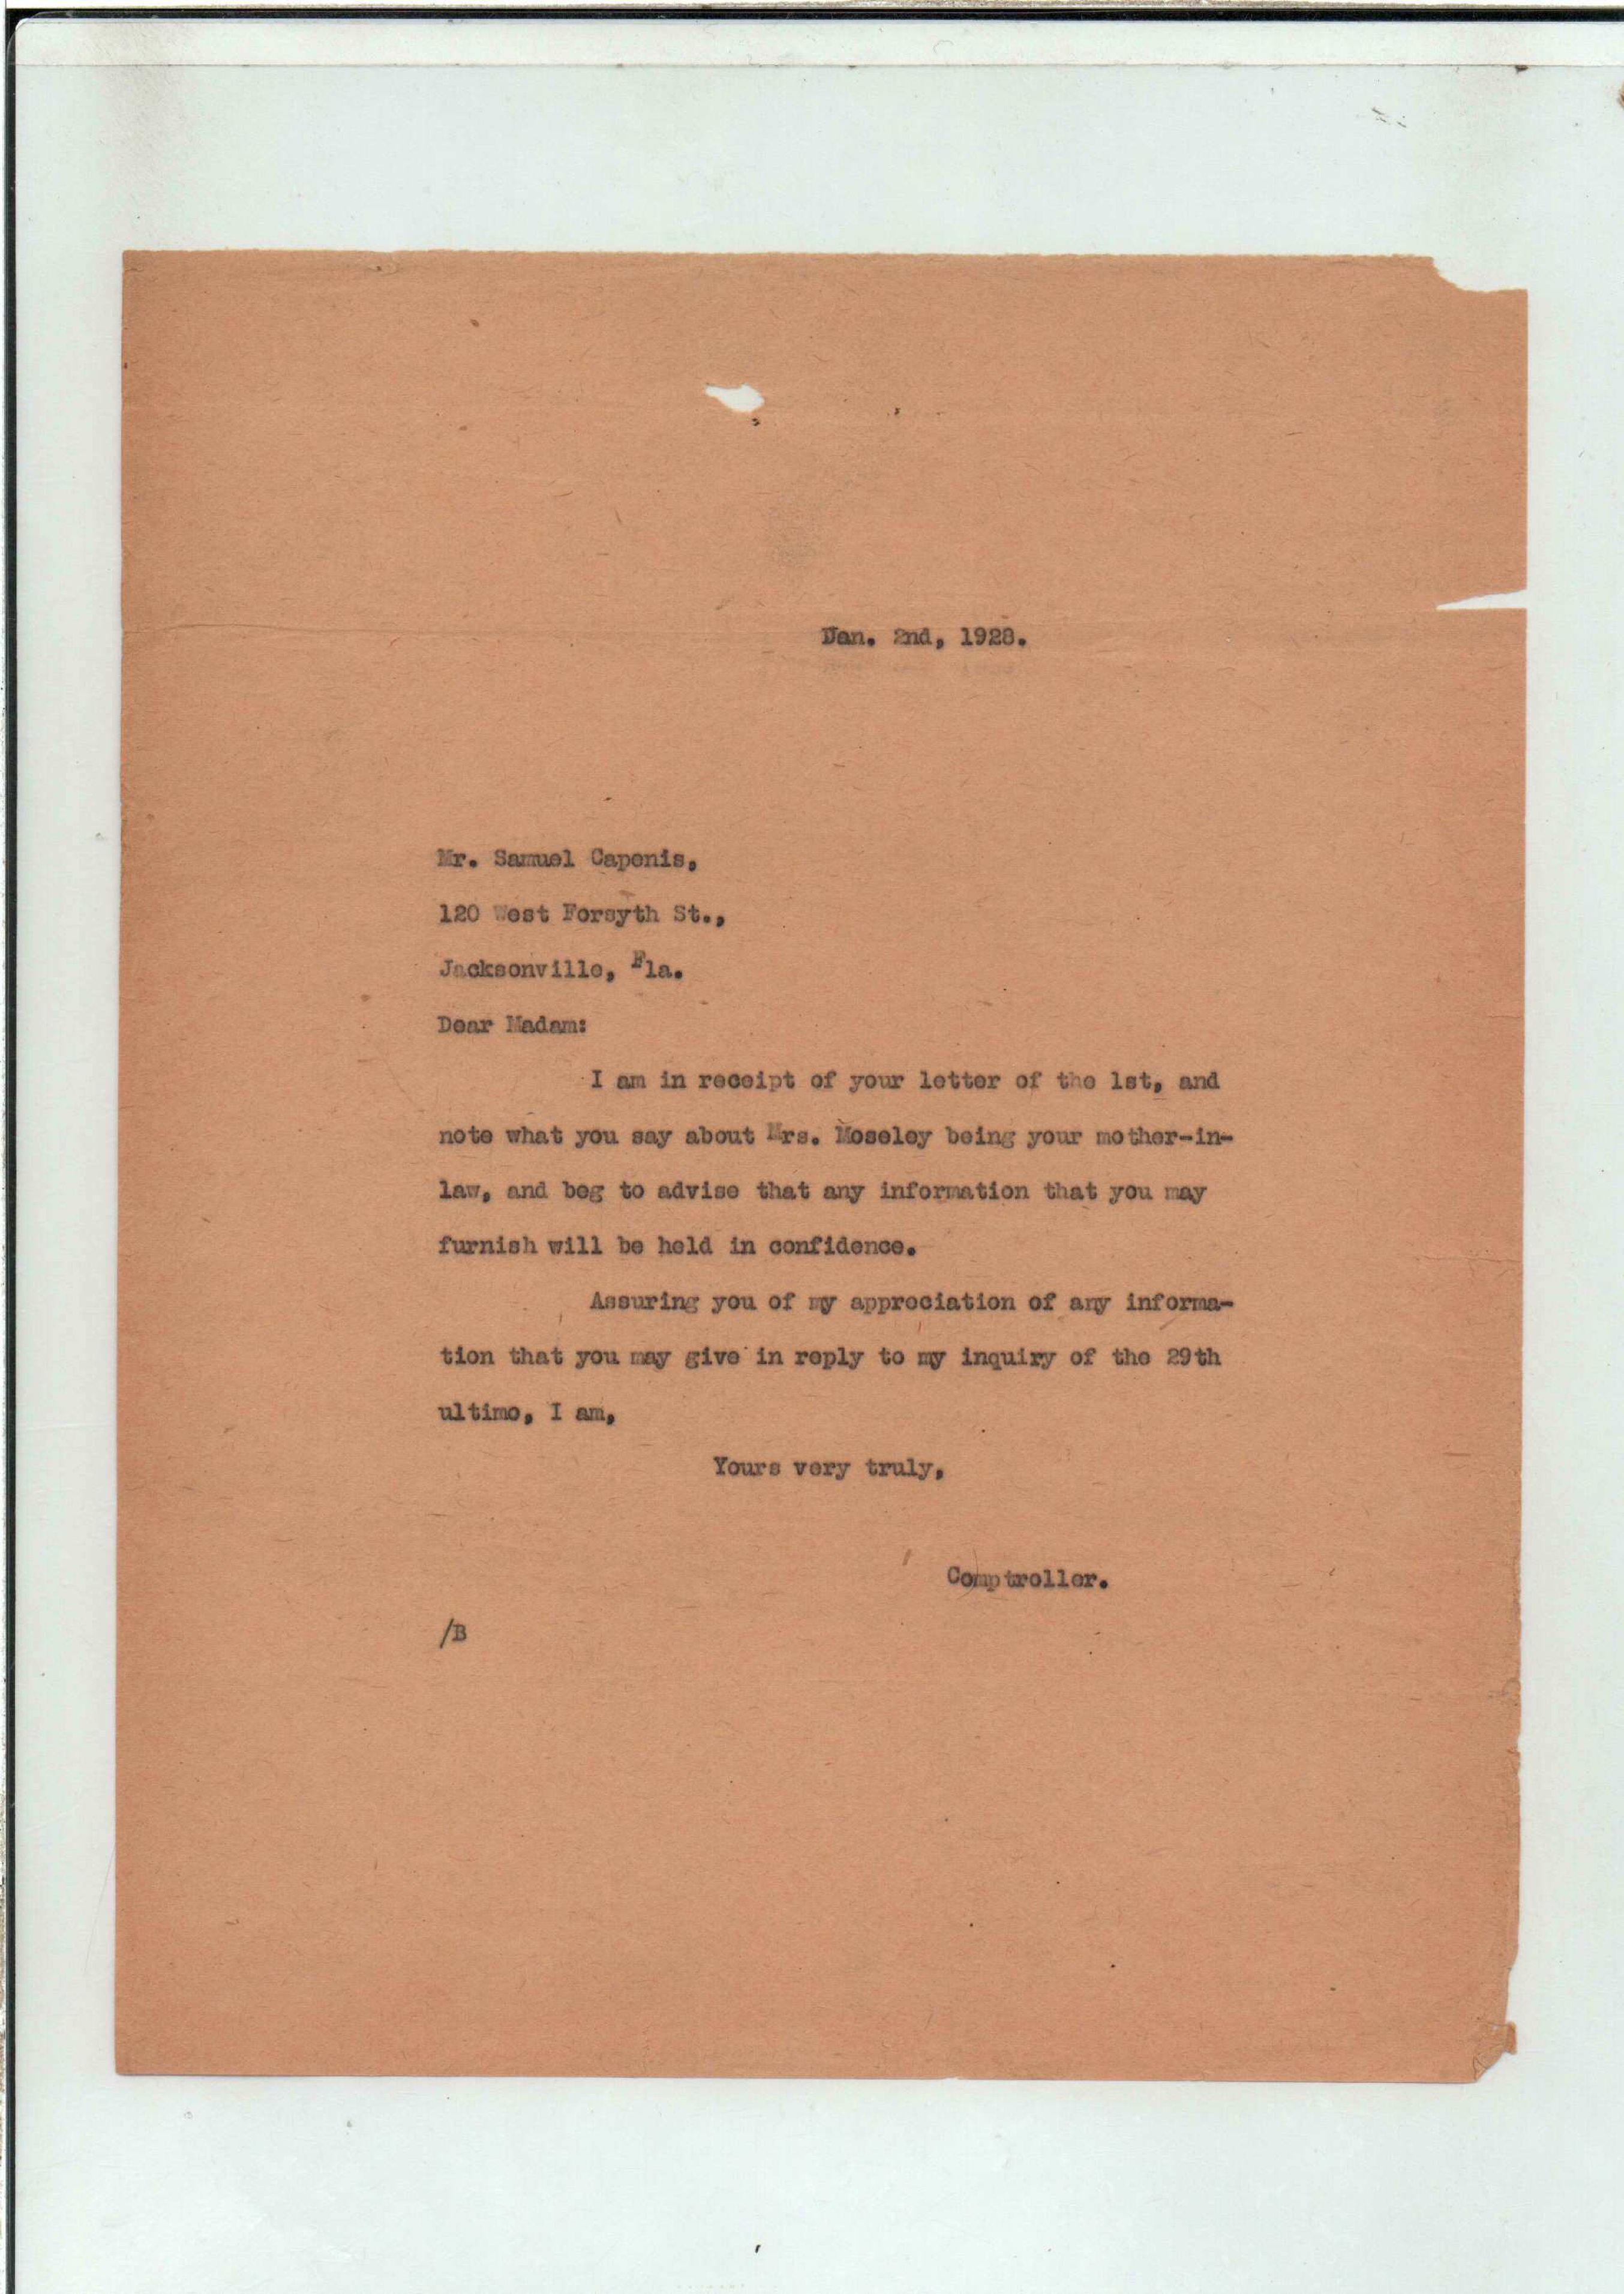 Jan. 2nd, 1928.
Mr. Samuel Caponis,
120 West Forsyth St.,
Jacksonville, Fla.
Dear Madam:
I am in receipt of your letter of the 1st, and
note what you say about Mrs. Moseley being your mother-in-
law, and beg to advise that any information that you may
furnish will be held in confidence.
Assuring you of my appreciation of any informa-
tion that you may give in reply to my inquiry of the 29th
ultimo, I am,
Yours very truly,
Comptroller.
/B